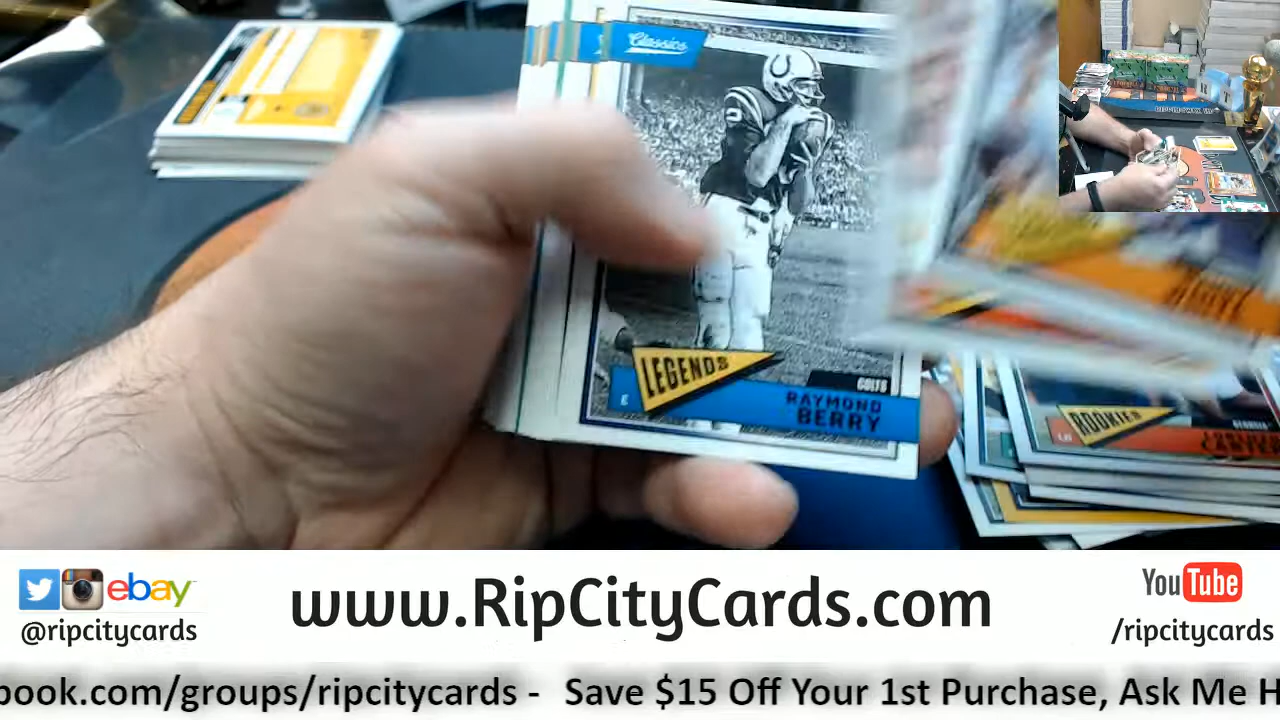 Classics
LEGENDS
COLTS
RAYMOND
BERRY
ROOKIES
ebay
@ripcitycards
www.RipCityCards.com
YouTube
/ripcitycards
book.com/groups/ripcitycards - Save $15 Off Your 1st Purchase, Ask Me H